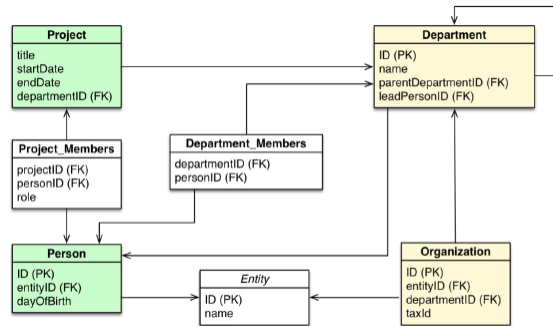 Project
title
startDate
endDate
departmentID (FK)
Department
ID (PK)
name
parentDepartmentID (FK)
leadPersonID (FK)
Project_Members
projectID (FK)
personID (FK)
role
Department_Members
departmentID (FK)
personID (FK)
Person
ID (PK)
entityID (FK)
dayOfBirth
Entity
ID (PK)
name
Organization
ID (PK)
entityID (FK)
departmentID (FK)
taxId